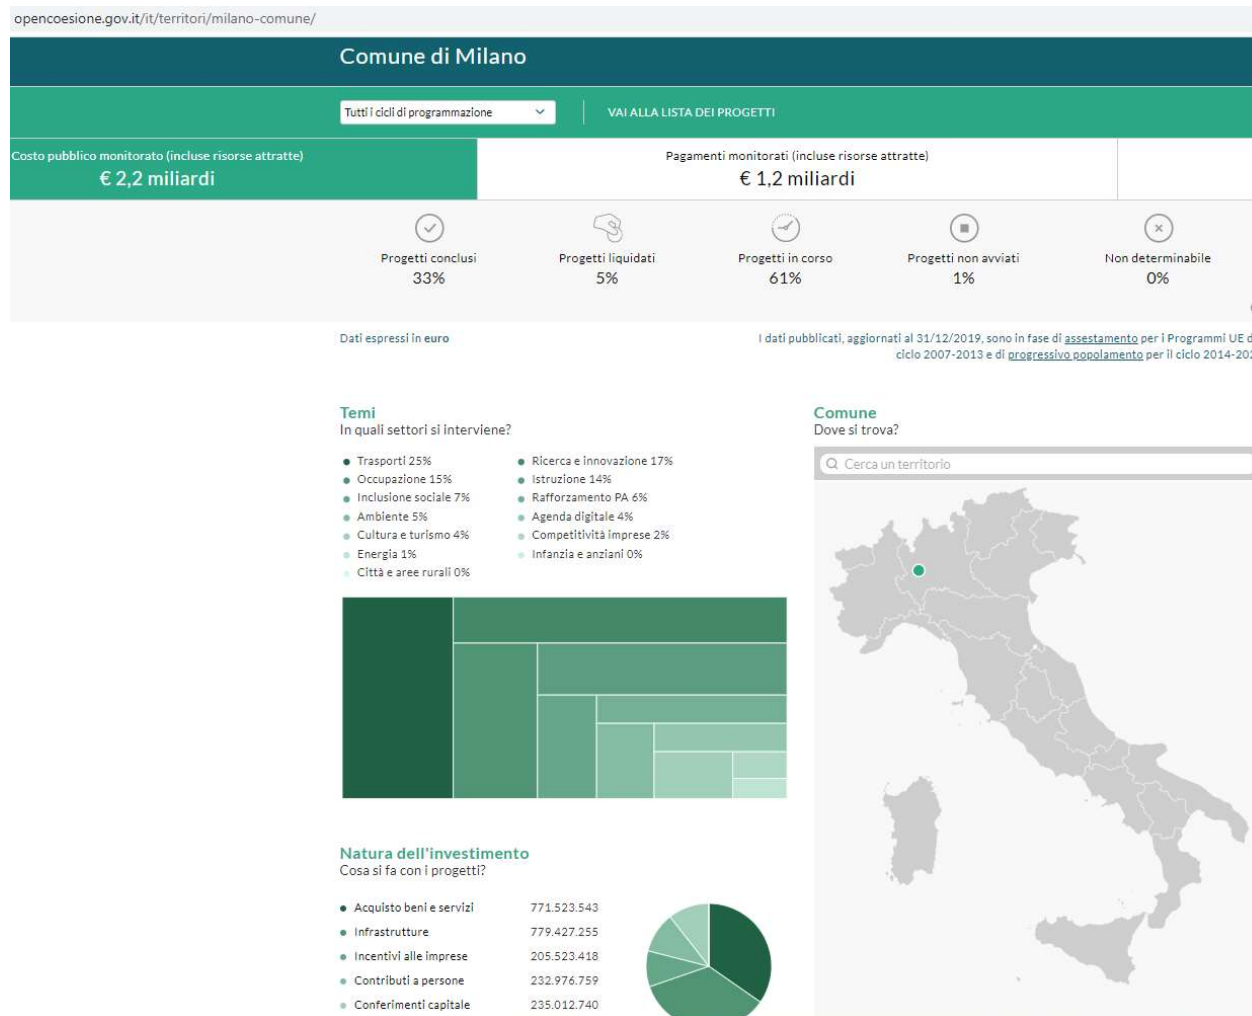 opencoesione.gov.it/it/territori/milano-comune/
Comune di Milano
Tutti i cicli di programmazione
VAI ALLA LISTA DEI PROGETTI
Costo pubblico monitorato (incluse risorse attratte)
€ 2,2 miliardi
Pagamenti monitorati (incluse risorse attratte)
€ 1,2 miliardi
Progetti conclusi
33%
Progetti liquidati
5%
Progetti in corso
61%
Progetti non avviati
1%
Non determinabile
0%
Dati espressi in euro
I dati pubblicati, aggiornati al 31/12/2019, sono in fase di assestamento per i Programmi UE d
ciclo 2007-2013 e di progressivo popolamento per il ciclo 2014-202
Temi
In quali settori si interviene?
Trasporti 25%
Ricerca e innovazione 17%
Occupazione 15%
Istruzione 14%
Inclusione sociale 7%
Rafforzamento PA 6%
Ambiente 5%
Agenda digitale 4%
Cultura e turismo 4%
Competitività imprese 2%
Energia 1%
Infanzia e anziani 0%
Città e aree rurali 0%
Comune
Dove si trova?
Cerca un territorio
Natura dell'investimento
Cosa si fa con i progetti?
Acquisto beni e servizi 771.523.543
Infrastrutture 779.427.255
Incentivi alle imprese 205.523.418
Contributi a persone 232.976.759
Conferimenti capitale 235.012.740